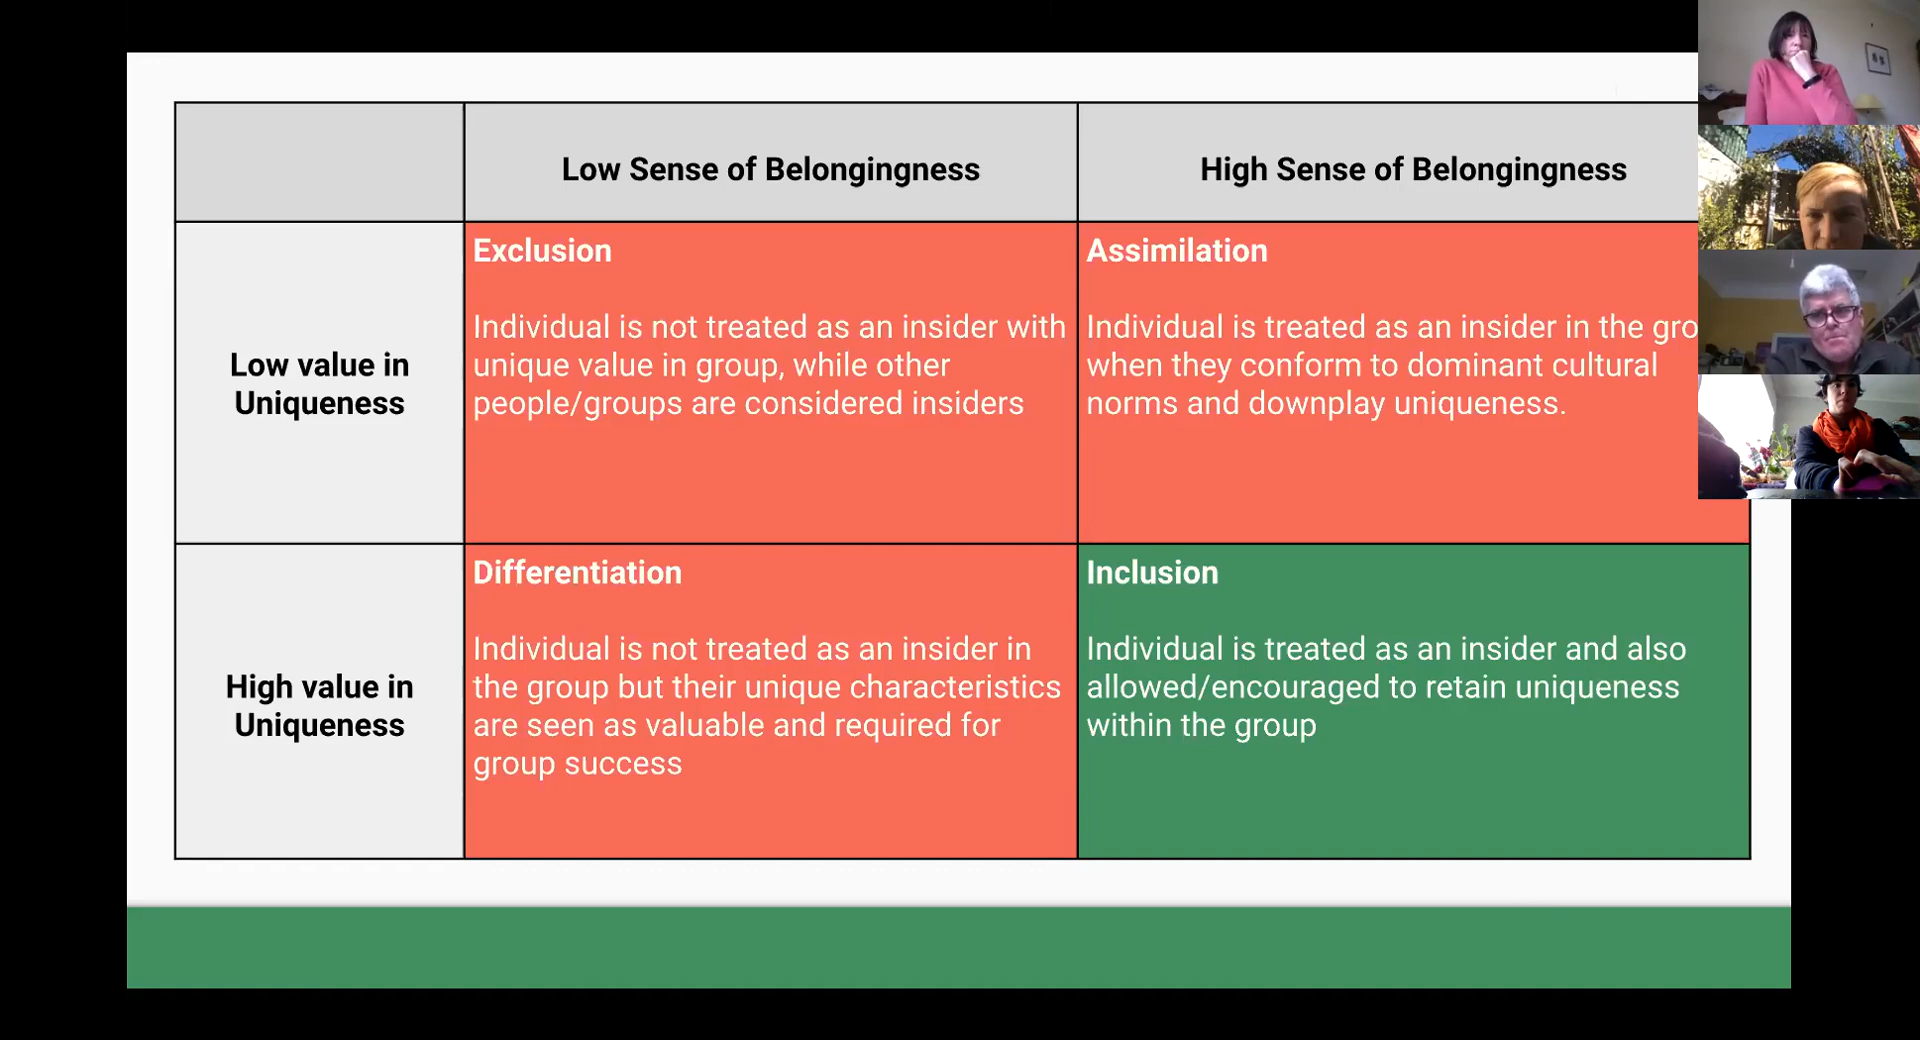 Low Sense of Belongingness
High Sense of Belongingness
Low value in
Uniqueness
Exclusion
Individual is not treated as an insider with
unique value in group, while other
people/groups are considered insiders
Assimilation
Individual is treated as an insider in the gro
when they conform to dominant cultural
norms and downplay uniqueness.
High value in
Uniqueness
Differentiation
Individual is not treated as an insider in
the group but their unique characteristics
are seen as valuable and required for
group success
Inclusion
Individual is treated as an insider and also
allowed/encouraged to retain uniqueness
within the group